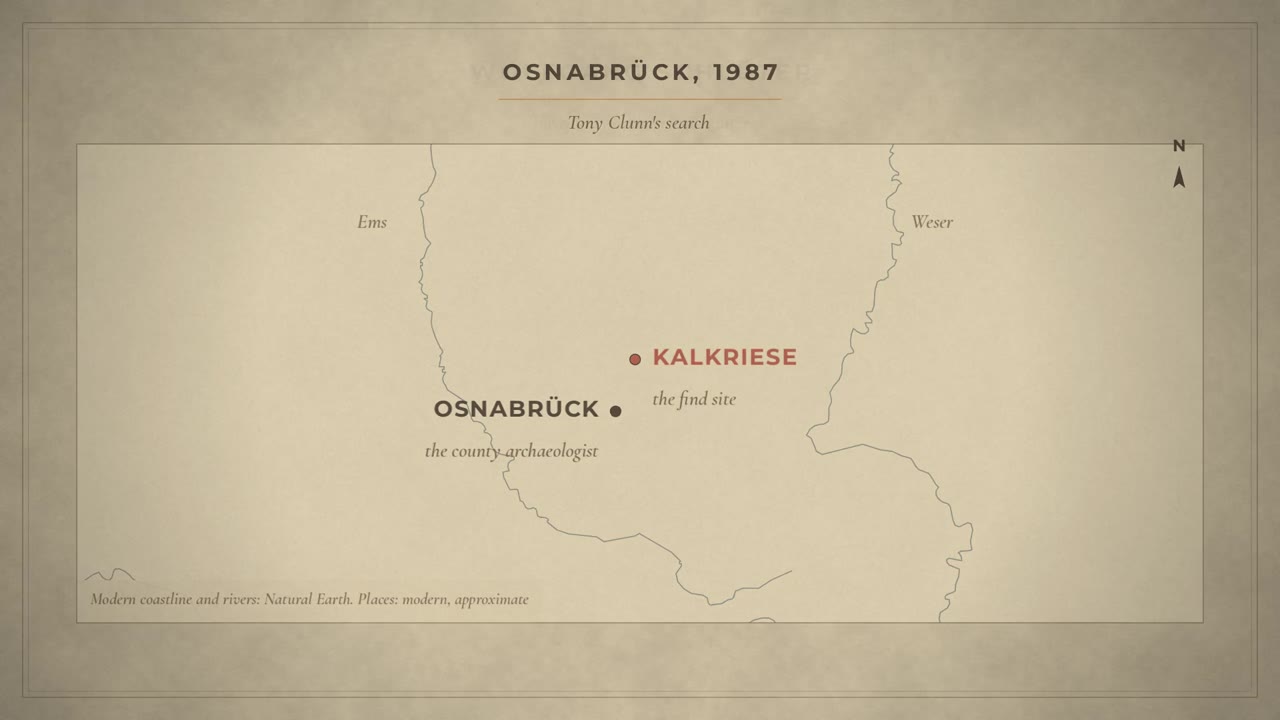 OSNABRÜCK, 1987
Tony Clunn's search
N
Ems
Weser
KALKRIESE
the find site
OSNABRÜCK
the county archaeologist
Modern coastline and rivers: Natural Earth. Places: modern, approximate